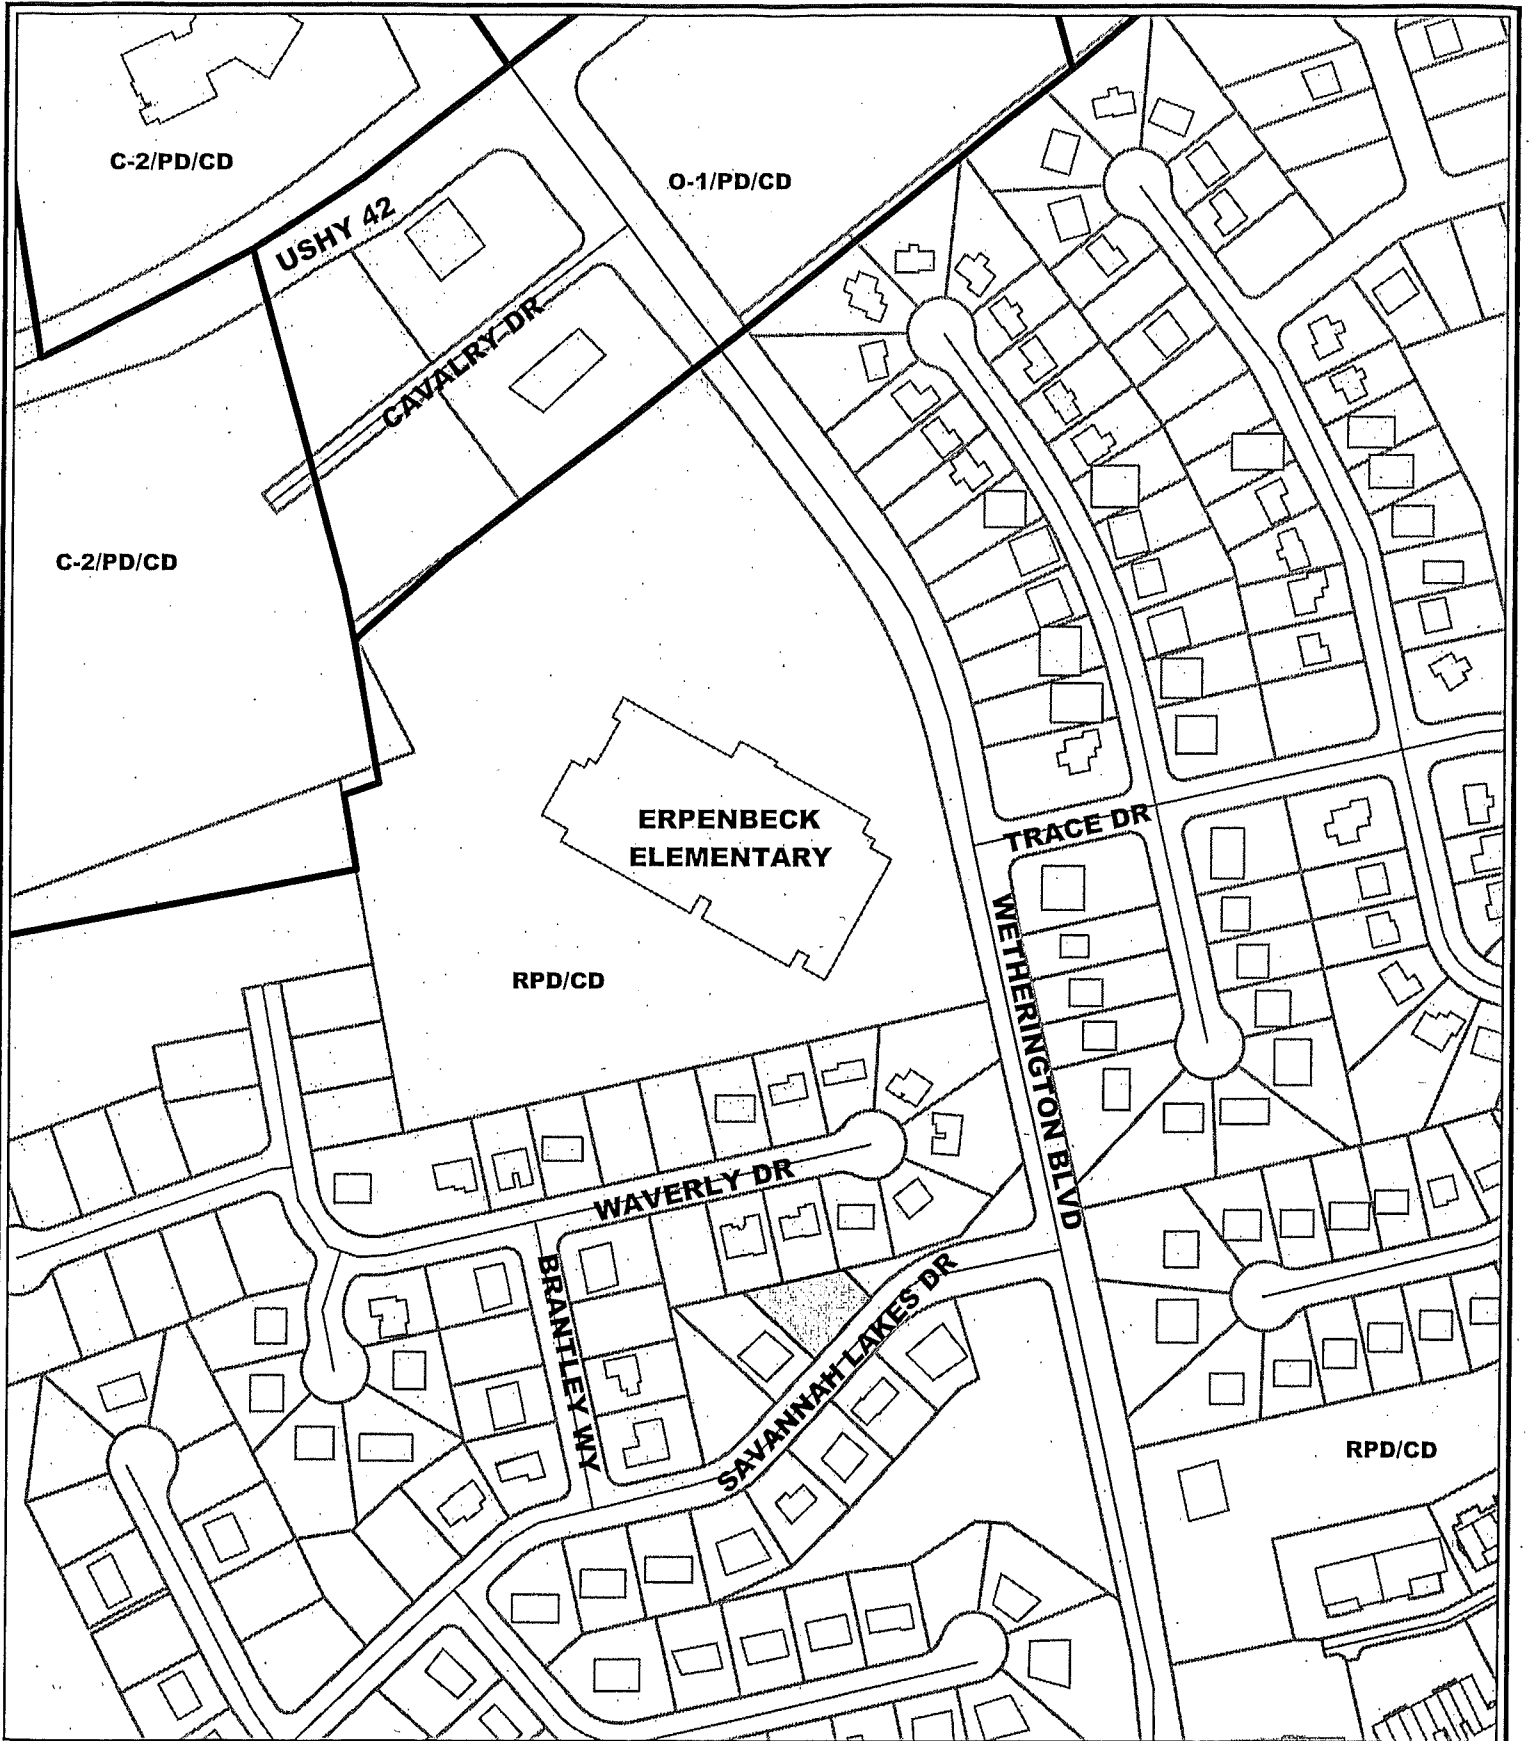 C-2/PD/CD
O-1/PD/CD
USHY 42
CAVALRY DR
C-2/PD/CD
ERPENBECK
ELEMENTARY
TRACE DR
WETHERINGTON BLVD
RPD/CD
WAVERLY DR
BRANTLEY WY
SAVANNAH LAKES DR
RPD/CD